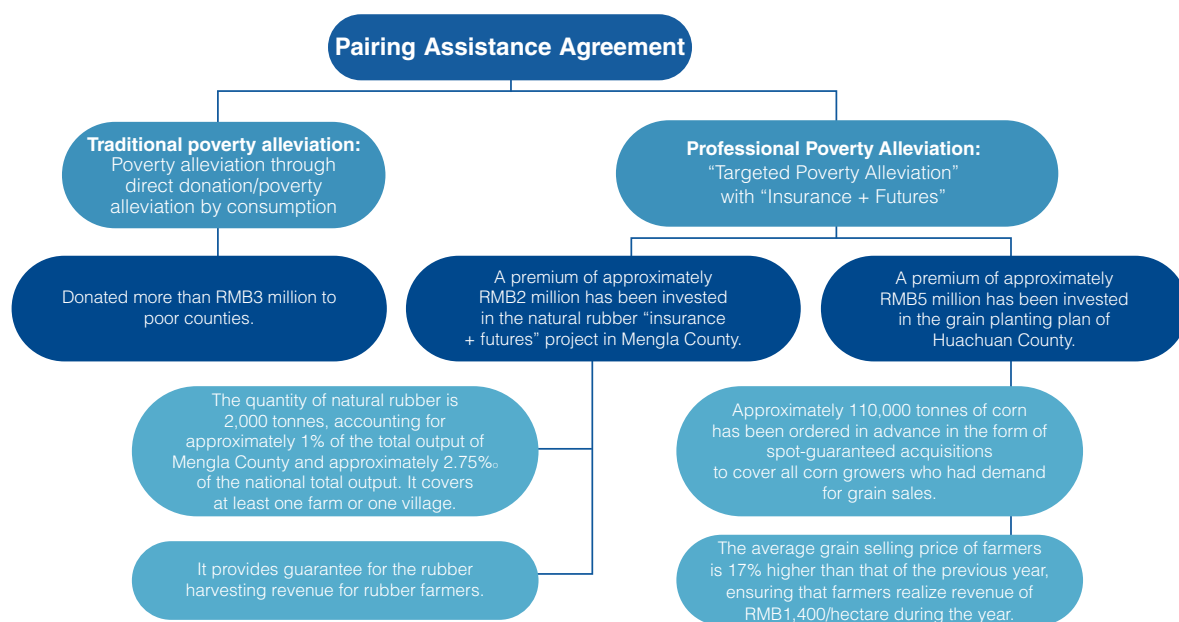 Pairing Assistance Agreement
Traditional poverty alleviation:
Poverty alleviation through
direct donation/poverty
alleviation by consumption
Professional Poverty Alleviation:
“Targeted Poverty Alleviation”
with “Insurance + Futures”
Donated more than RMB3 million to
poor counties.
A premium of approximately
RMB2 million has been invested
in the natural rubber “insurance
+ futures” project in Mengla County.
A premium of approximately
RMB5 million has been invested
in the grain planting plan of
Huachuan County.
The quantity of natural rubber is
2,000 tonnes, accounting for
approximately 1% of the total output of
Mengla County and approximately 2.75%o
of the national total output. It covers
at least one farm or one village.
It provides guarantee for the rubber
harvesting revenue for rubber farmers.
Approximately 110,000 tonnes of corn
has been ordered in advance in the form of
spot-guaranteed acquisitions
to cover all corn growers who had demand
for grain sales.
The average grain selling price of farmers
is 17% higher than that of the previous year,
ensuring that farmers realize revenue of
RMB1,400/hectare during the year.